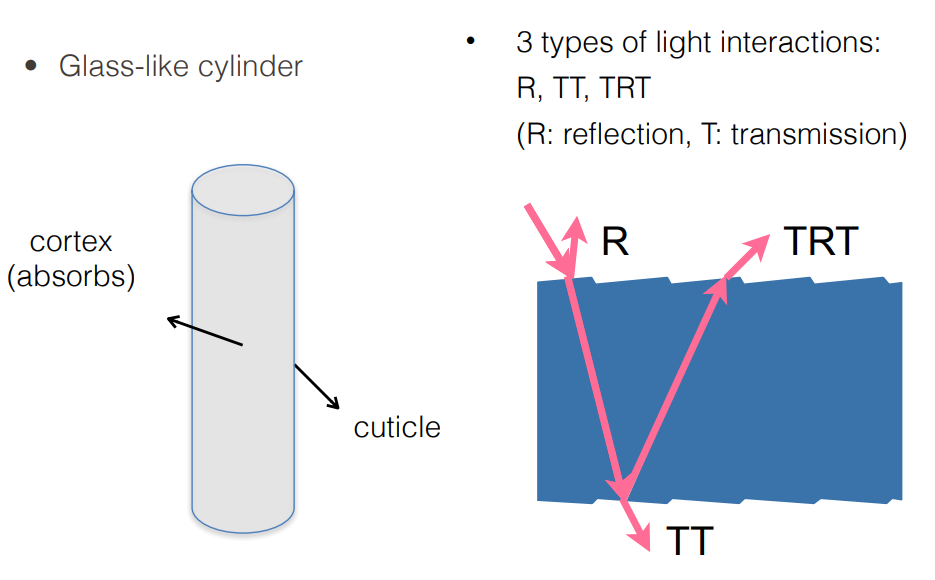 • Glass-like cylinder
cortex
(absorbs)
cuticle
• 3 types of light interactions:
R, TT, TRT
(R: reflection, T: transmission)
R
TRT
TT